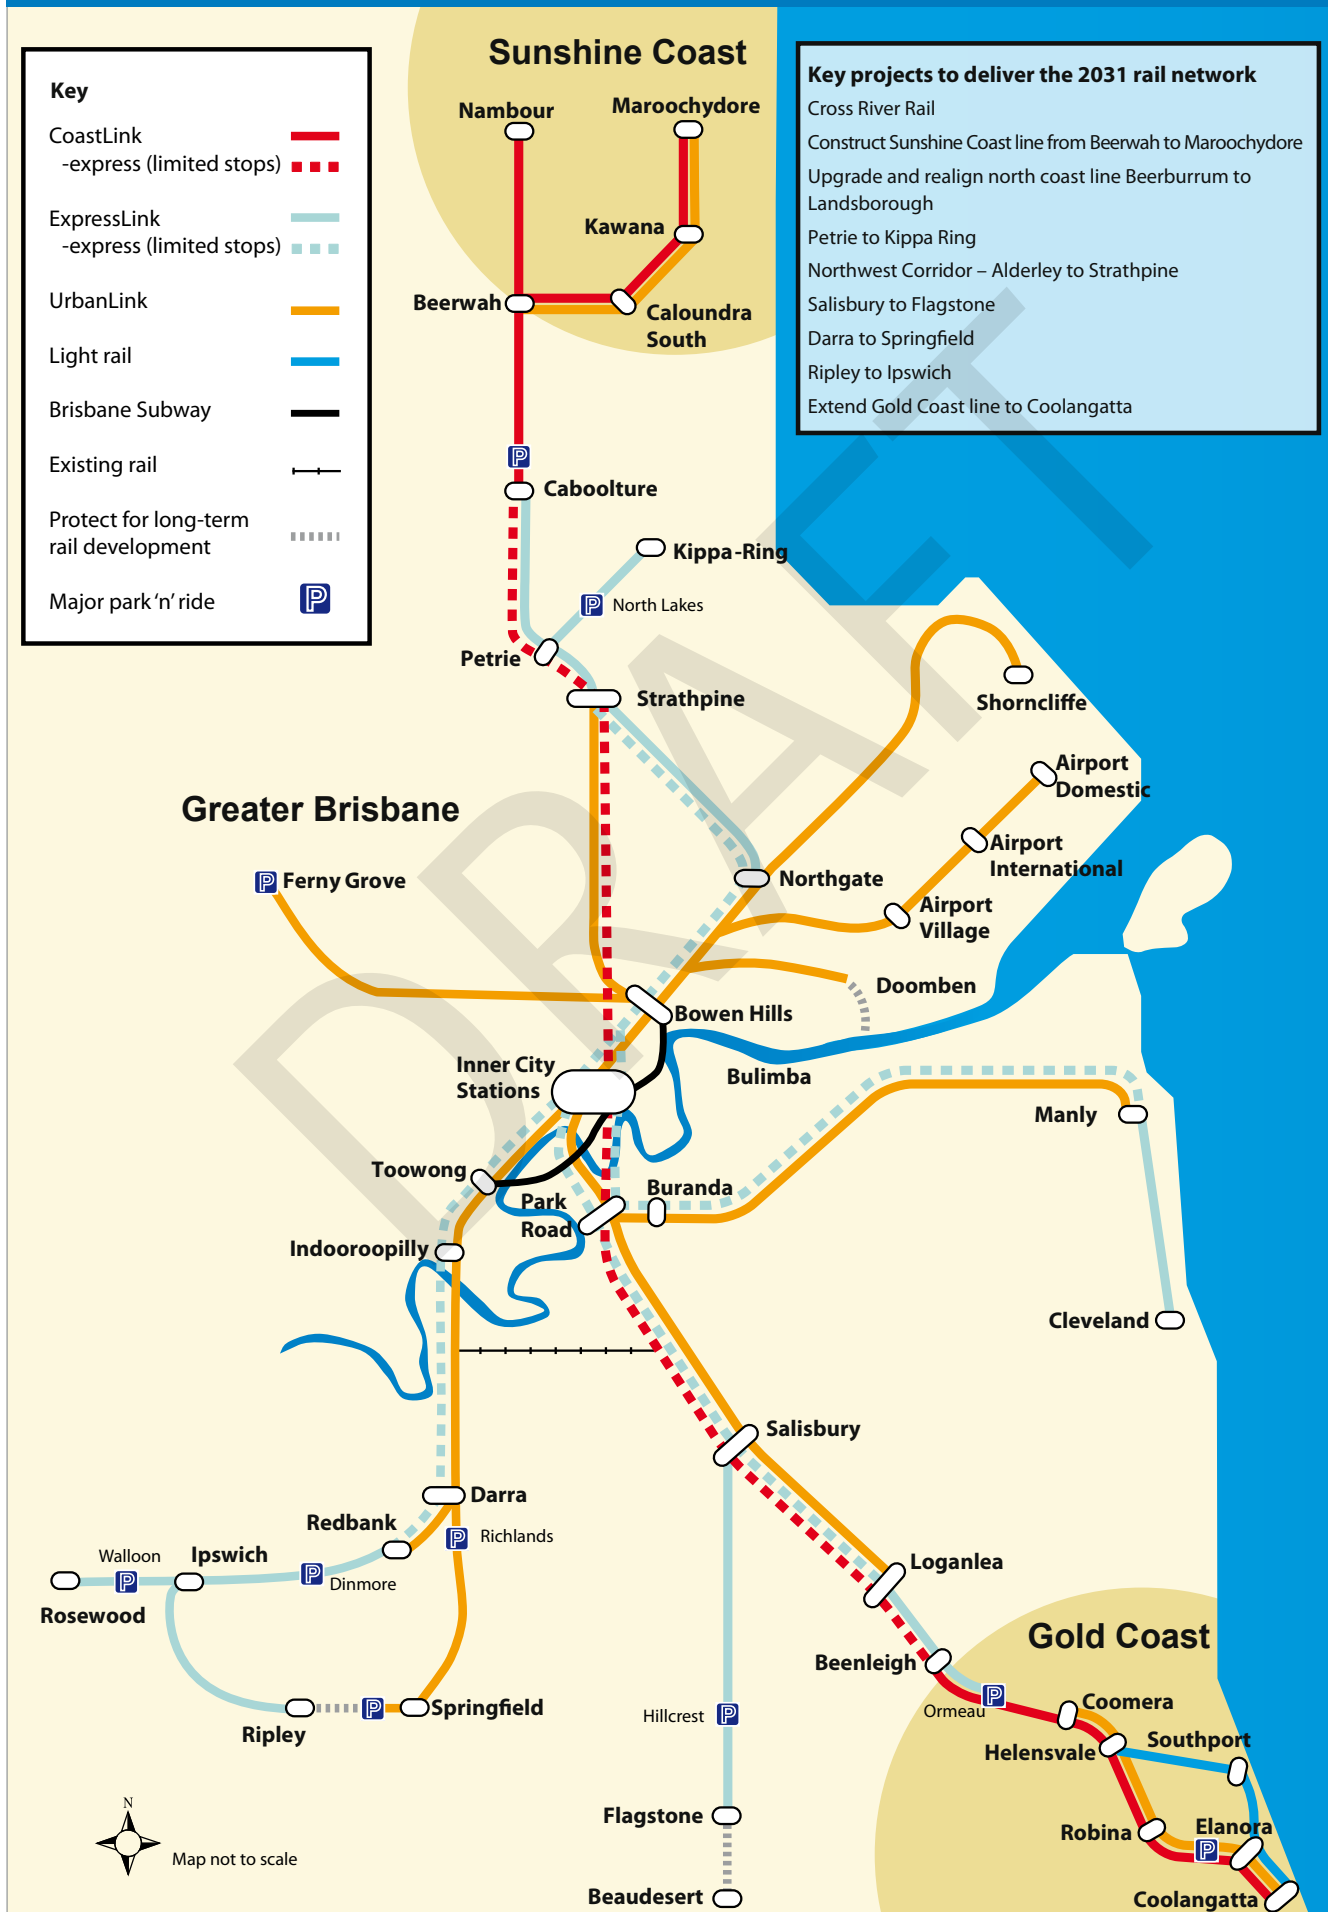 Sunshine Coast
Key
CoastLink
-express (limited stops)
ExpressLink
-express (limited stops)
UrbanLink
Light rail
Brisbane Subway
Existing rail
Protect for long-term
rail development
Major park 'n' ride
P
Key projects to deliver the 2031 rail network
Cross River Rail
Construct Sunshine Coast line from Beerwah to Maroochydore
Upgrade and realign north coast line Beerburrum to
Landsborough
Petrie to Kippa Ring
Northwest Corridor – Alderley to Strathpine
Salisbury to Flagstone
Darra to Springfield
Ripley to Ipswich
Extend Gold Coast line to Coolangatta
Nambour
Maroochydore
Kawana
Beerwah
Caloundra
South
P
Caboolture
Kippa-Ring
P
North Lakes
Petrie
Strathpine
Shorncliffe
Airport
Domestic
Greater Brisbane
Airport
International
P
Ferny Grove
Northgate
Airport
Village
Doomben
Bowen Hills
Inner City
Stations
Bulimba
Manly
Toowong
Buranda
Park
Road
Indooroopilly
Cleveland
Salisbury
Darra
Redbank
P
Richlands
Walloon
P
Ipswich
P
Dinmore
Rosewood
Loganlea
Gold Coast
Beenleigh
P
Ormeau
Coomera
Springfield
P
Ripley
Hillcrest
P
Helensvale
Southport
Flagstone
Robina
Elanora
P
N
Map not to scale
Beaudesert
Coolangatta
DRAFT